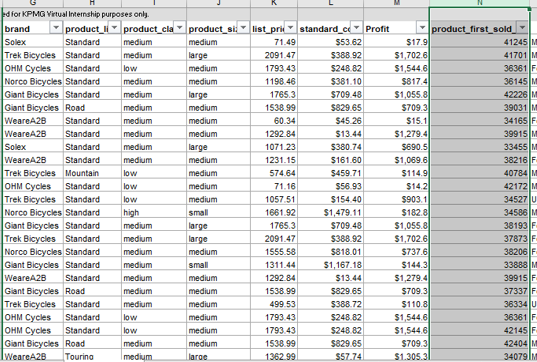 ed for KPMG Virtual Internship purposes only.
G H I J K L M N
brand product_li product_cla product_si list_pri standard_co Profit product_first_sold_
Solex Standard medium medium 71.49 $53.62 $17.9 41245 M
Trek Bicycles Standard medium large 2091.47 $388.92 $1,702.6 41701 M
OHM Cycles Standard low medium 1793.43 $248.82 $1,544.6 36361 F
Norco Bicycles Standard medium medium 1198.46 $381.10 $817.4 36145 M
Giant Bicycles Standard medium large 1765.3 $709.48 $1,055.8 42226 M
Giant Bicycles Road medium medium 1538.99 $829.65 $709.3 39031 M
WeareA2B Standard medium medium 60.34 $45.26 $15.1 34165 F
WeareA2B Standard medium medium 1292.84 $13.44 $1,279.4 39915 M
Solex Standard medium large 1071.23 $380.74 $690.5 33455 M
WeareA2B Standard medium medium 1231.15 $161.60 $1,069.6 38216 F
Trek Bicycles Mountain low medium 574.64 $459.71 $114.9 40784 M
OHM Cycles Standard low medium 71.16 $56.93 $14.2 42172 M
Trek Bicycles Standard low medium 1057.51 $154.40 $903.1 34527 U
Norco Bicycles Standard high small 1661.92 $1,479.11 $182.8 34586 M
Giant Bicycles Standard medium large 1765.3 $709.48 $1,055.8 38193 F
Trek Bicycles Standard medium large 2091.47 $388.92 $1,702.6 37873 F
Norco Bicycles Standard medium medium 1555.58 $818.01 $737.6 38206 F
Giant Bicycles Standard medium small 1311.44 $1,167.18 $144.3 33888 M
WeareA2B Standard medium medium 1292.84 $13.44 $1,279.4 39915 F
Giant Bicycles Road medium medium 1538.99 $829.65 $709.3 37337 F
Trek Bicycles Standard medium medium 499.53 $388.72 $110.8 36334 U
OHM Cycles Standard low medium 1793.43 $248.82 $1,544.6 36361 F
OHM Cycles Standard low medium 1793.43 $248.82 $1,544.6 42145 F
Giant Bicycles Road medium medium 1538.99 $829.65 $709.3 42404 M
WeareA2B Touring medium large 1362.99 $57.74 $1,305.3 34079 M